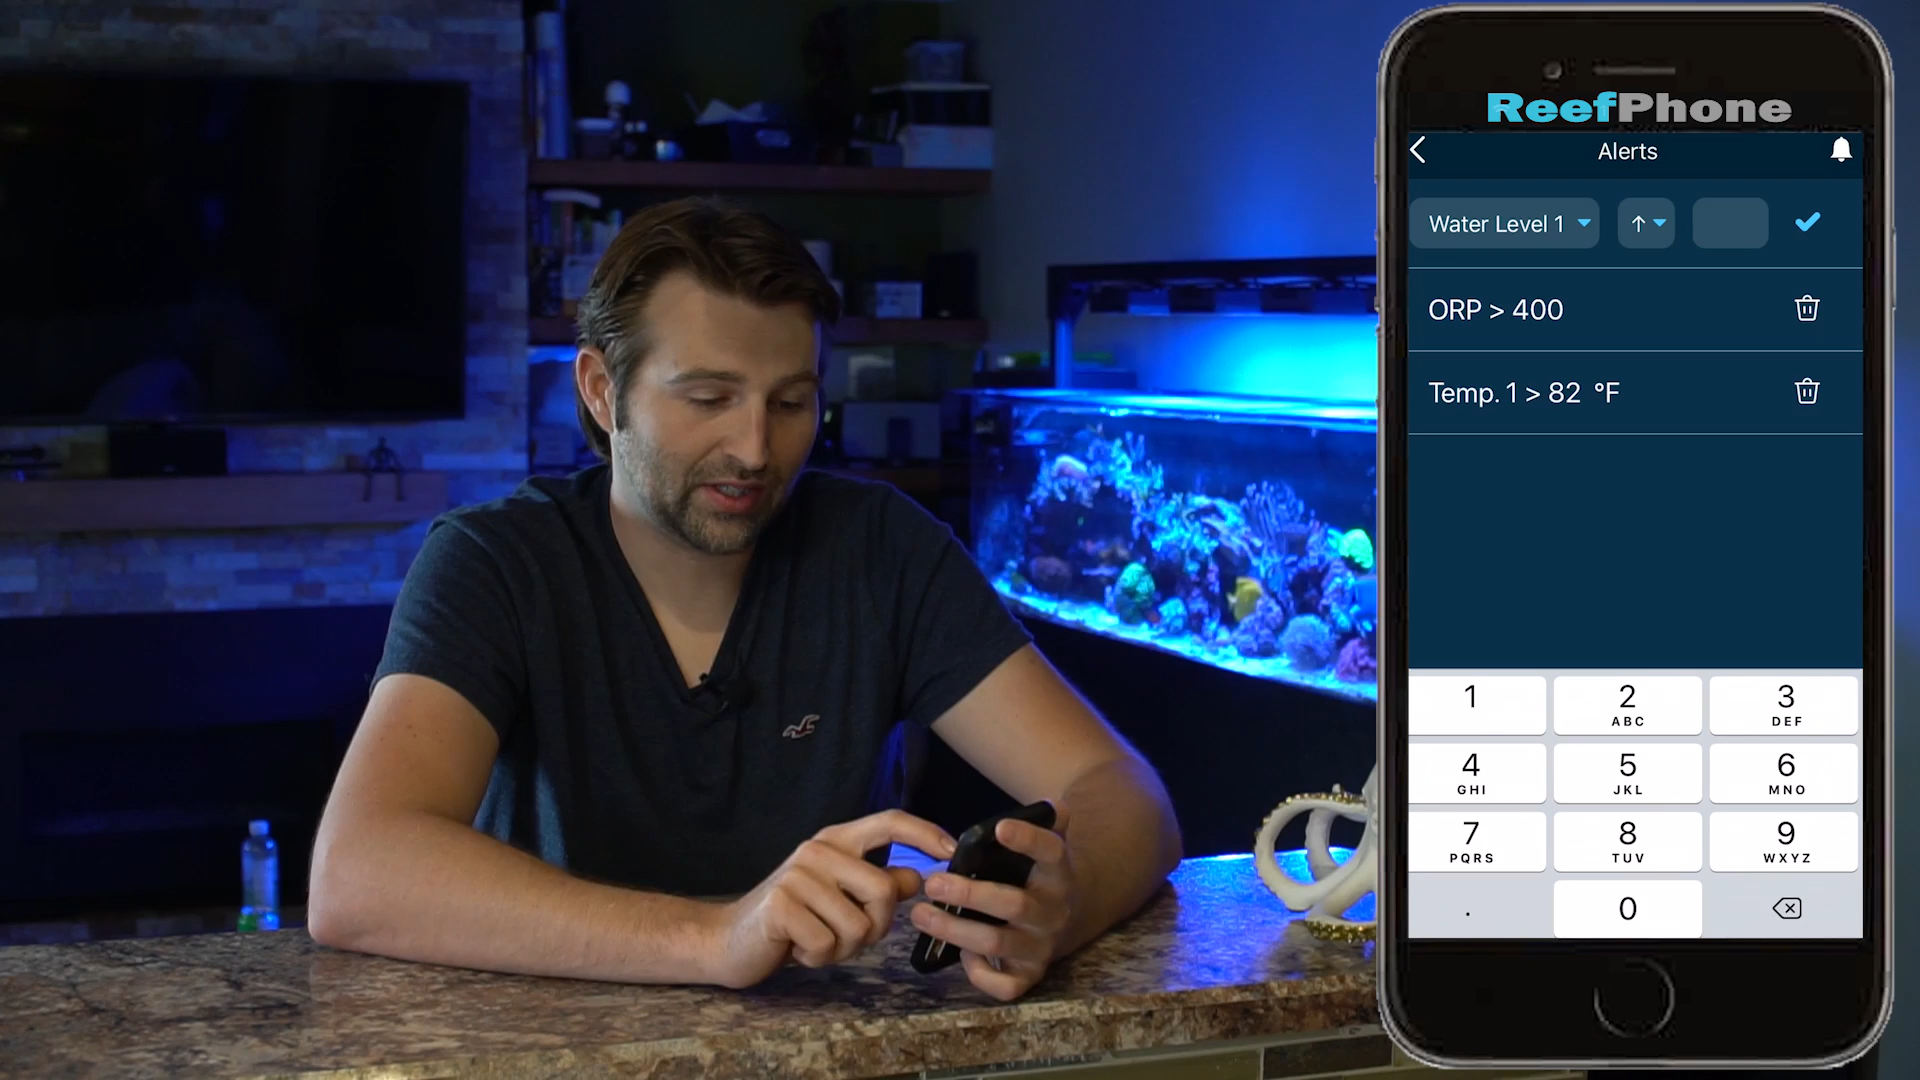 ReefPhone
Alerts
Water Level 1 ↑
ORP > 400
Temp. 1 > 82 °F
1 2 3
ABC DEF
4 5 6
GHI JKL MNO
7 8 9
PQRS TUV WXYZ
. 0